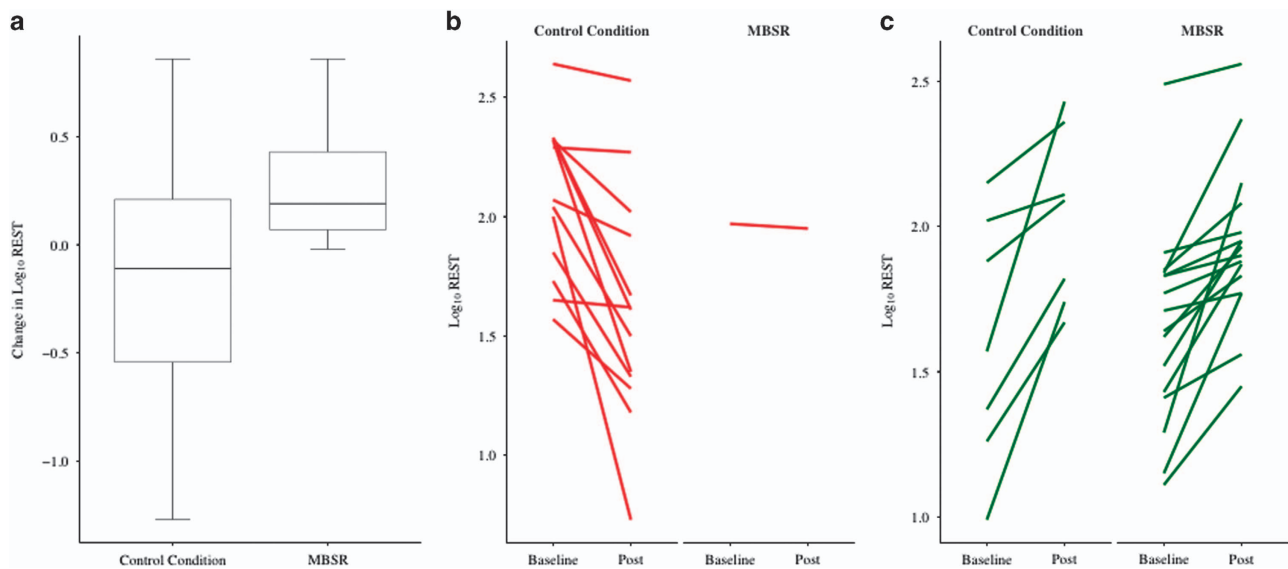 a
Change in Log10 REST
0.5
0.0
−0.5
−1.0
Control Condition MBSR
b
Control Condition MBSR
Log10 REST
2.5
2.0
1.5
1.0
Baseline Post Baseline Post
c
Control Condition MBSR
Log10 REST
2.5
2.0
1.5
1.0
Baseline Post Baseline Post